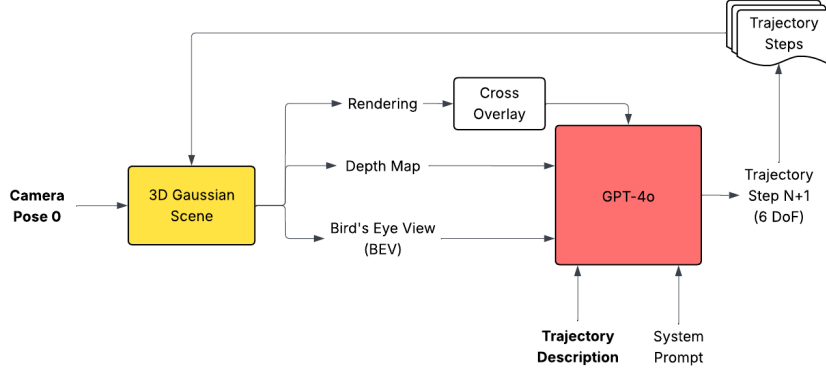 Trajectory
Steps
Rendering
Cross
Overlay
Depth Map
Camera
Pose 0
3D Gaussian
Scene
GPT-4o
Trajectory
Step N+1
(6 DoF)
Bird's Eye View
(BEV)
Trajectory
Description
System
Prompt